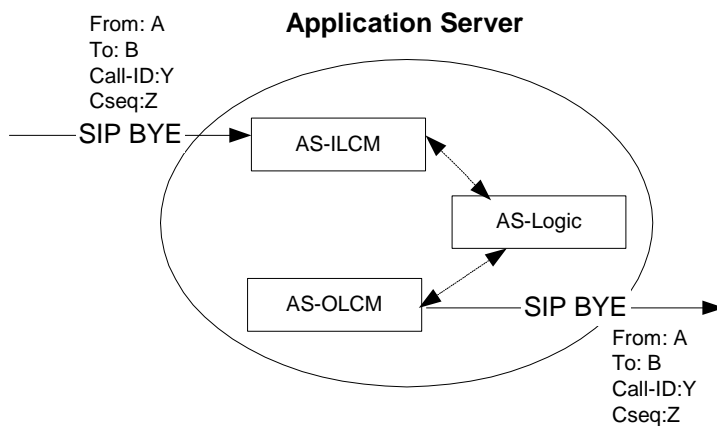 From: A
To: B
Call-ID:Y
Cseq:Z
Application Server
SIP BYE
AS-ILCM
AS-Logic
AS-OLCM
SIP BYE
From: A
To: B
Call-ID:Y
Cseq:Z